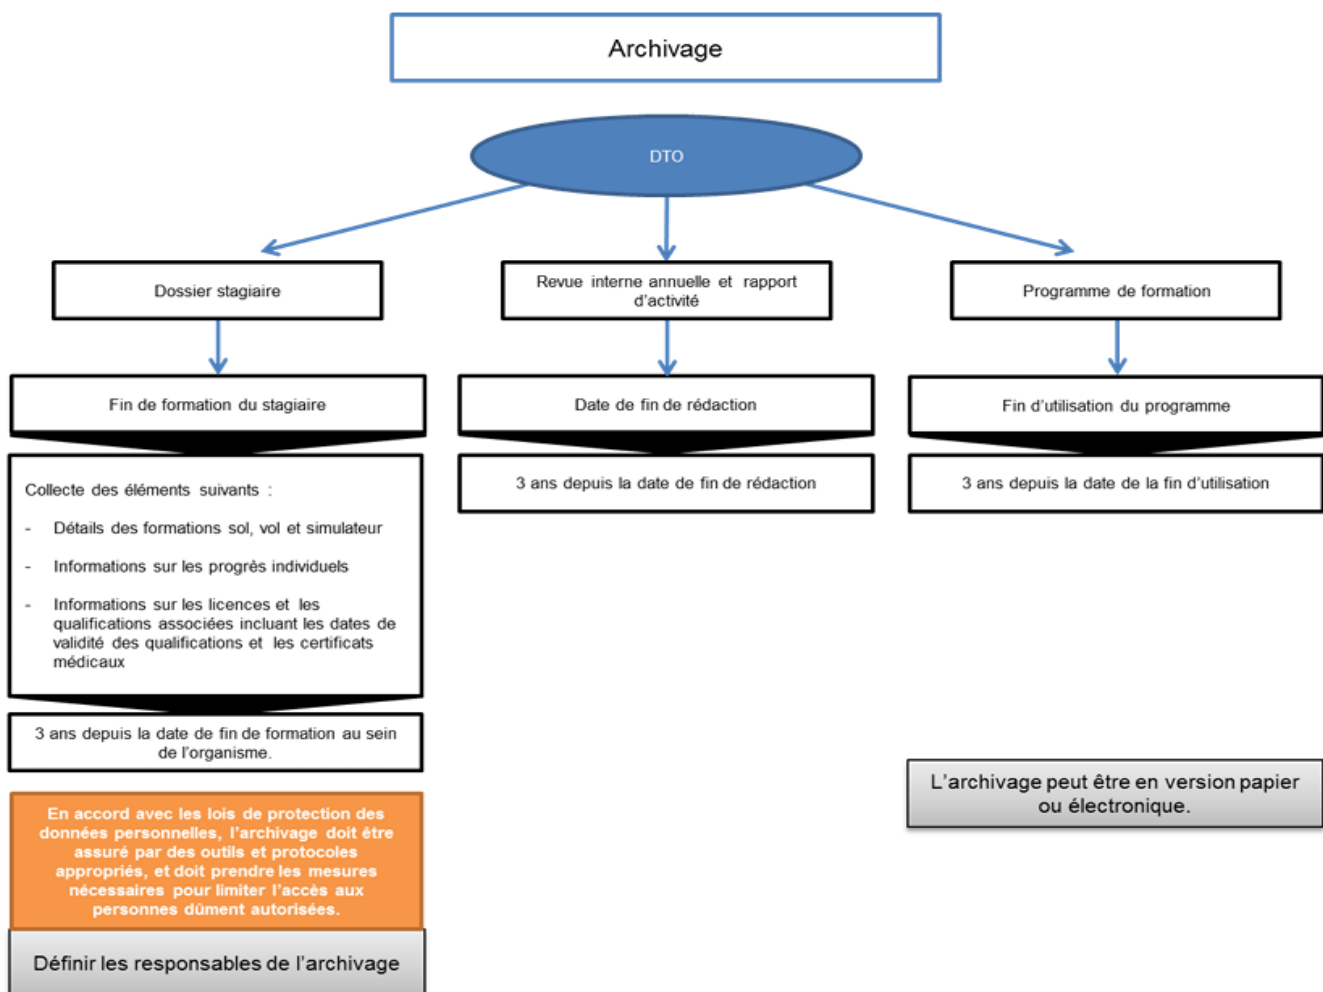 Archivage
DTO
Dossier stagiaire
Revue interne annuelle et rapport
d'activité
Programme de formation
Fin de formation du stagiaire
Date de fin de rédaction
Fin d'utilisation du programme
Collecte des éléments suivants :
- Détails des formations sol, vol et simulateur
- Informations sur les progrès individuels
- Informations sur les licences et les
qualifications associées incluant les dates de
validité des qualifications et les certificats
médicaux
3 ans depuis la date de fin de rédaction
3 ans depuis la date de la fin d'utilisation
3 ans depuis la date de fin de formation au sein
de l'organisme.
En accord avec les lois de protection des
données personnelles, l'archivage doit être
assuré par des outils et protocoles
appropriés, et doit prendre les mesures
nécessaires pour limiter l'accès aux
personnes dûment autorisées.
Définir les responsables de l'archivage
L'archivage peut être en version papier
ou électronique.